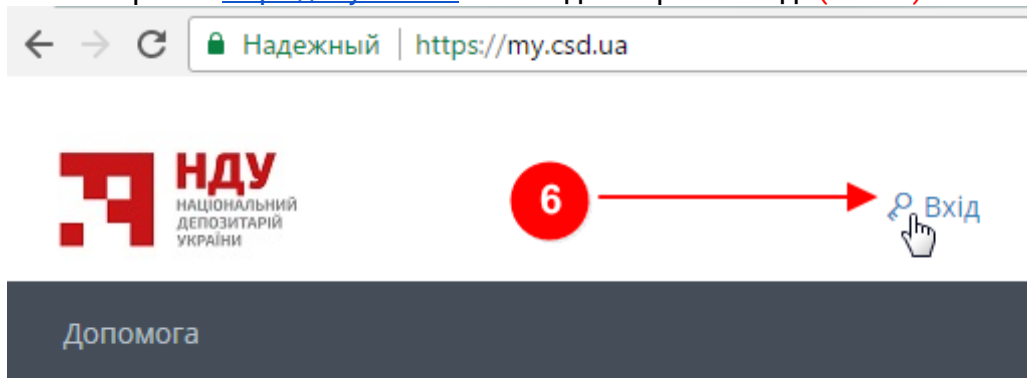 Надежный | https://my.csd.ua
НДУ
НАЦІОНАЛЬНИЙ
ДЕПОЗИТАРІЙ
УКРАЇНИ
6
Вхід
Допомога